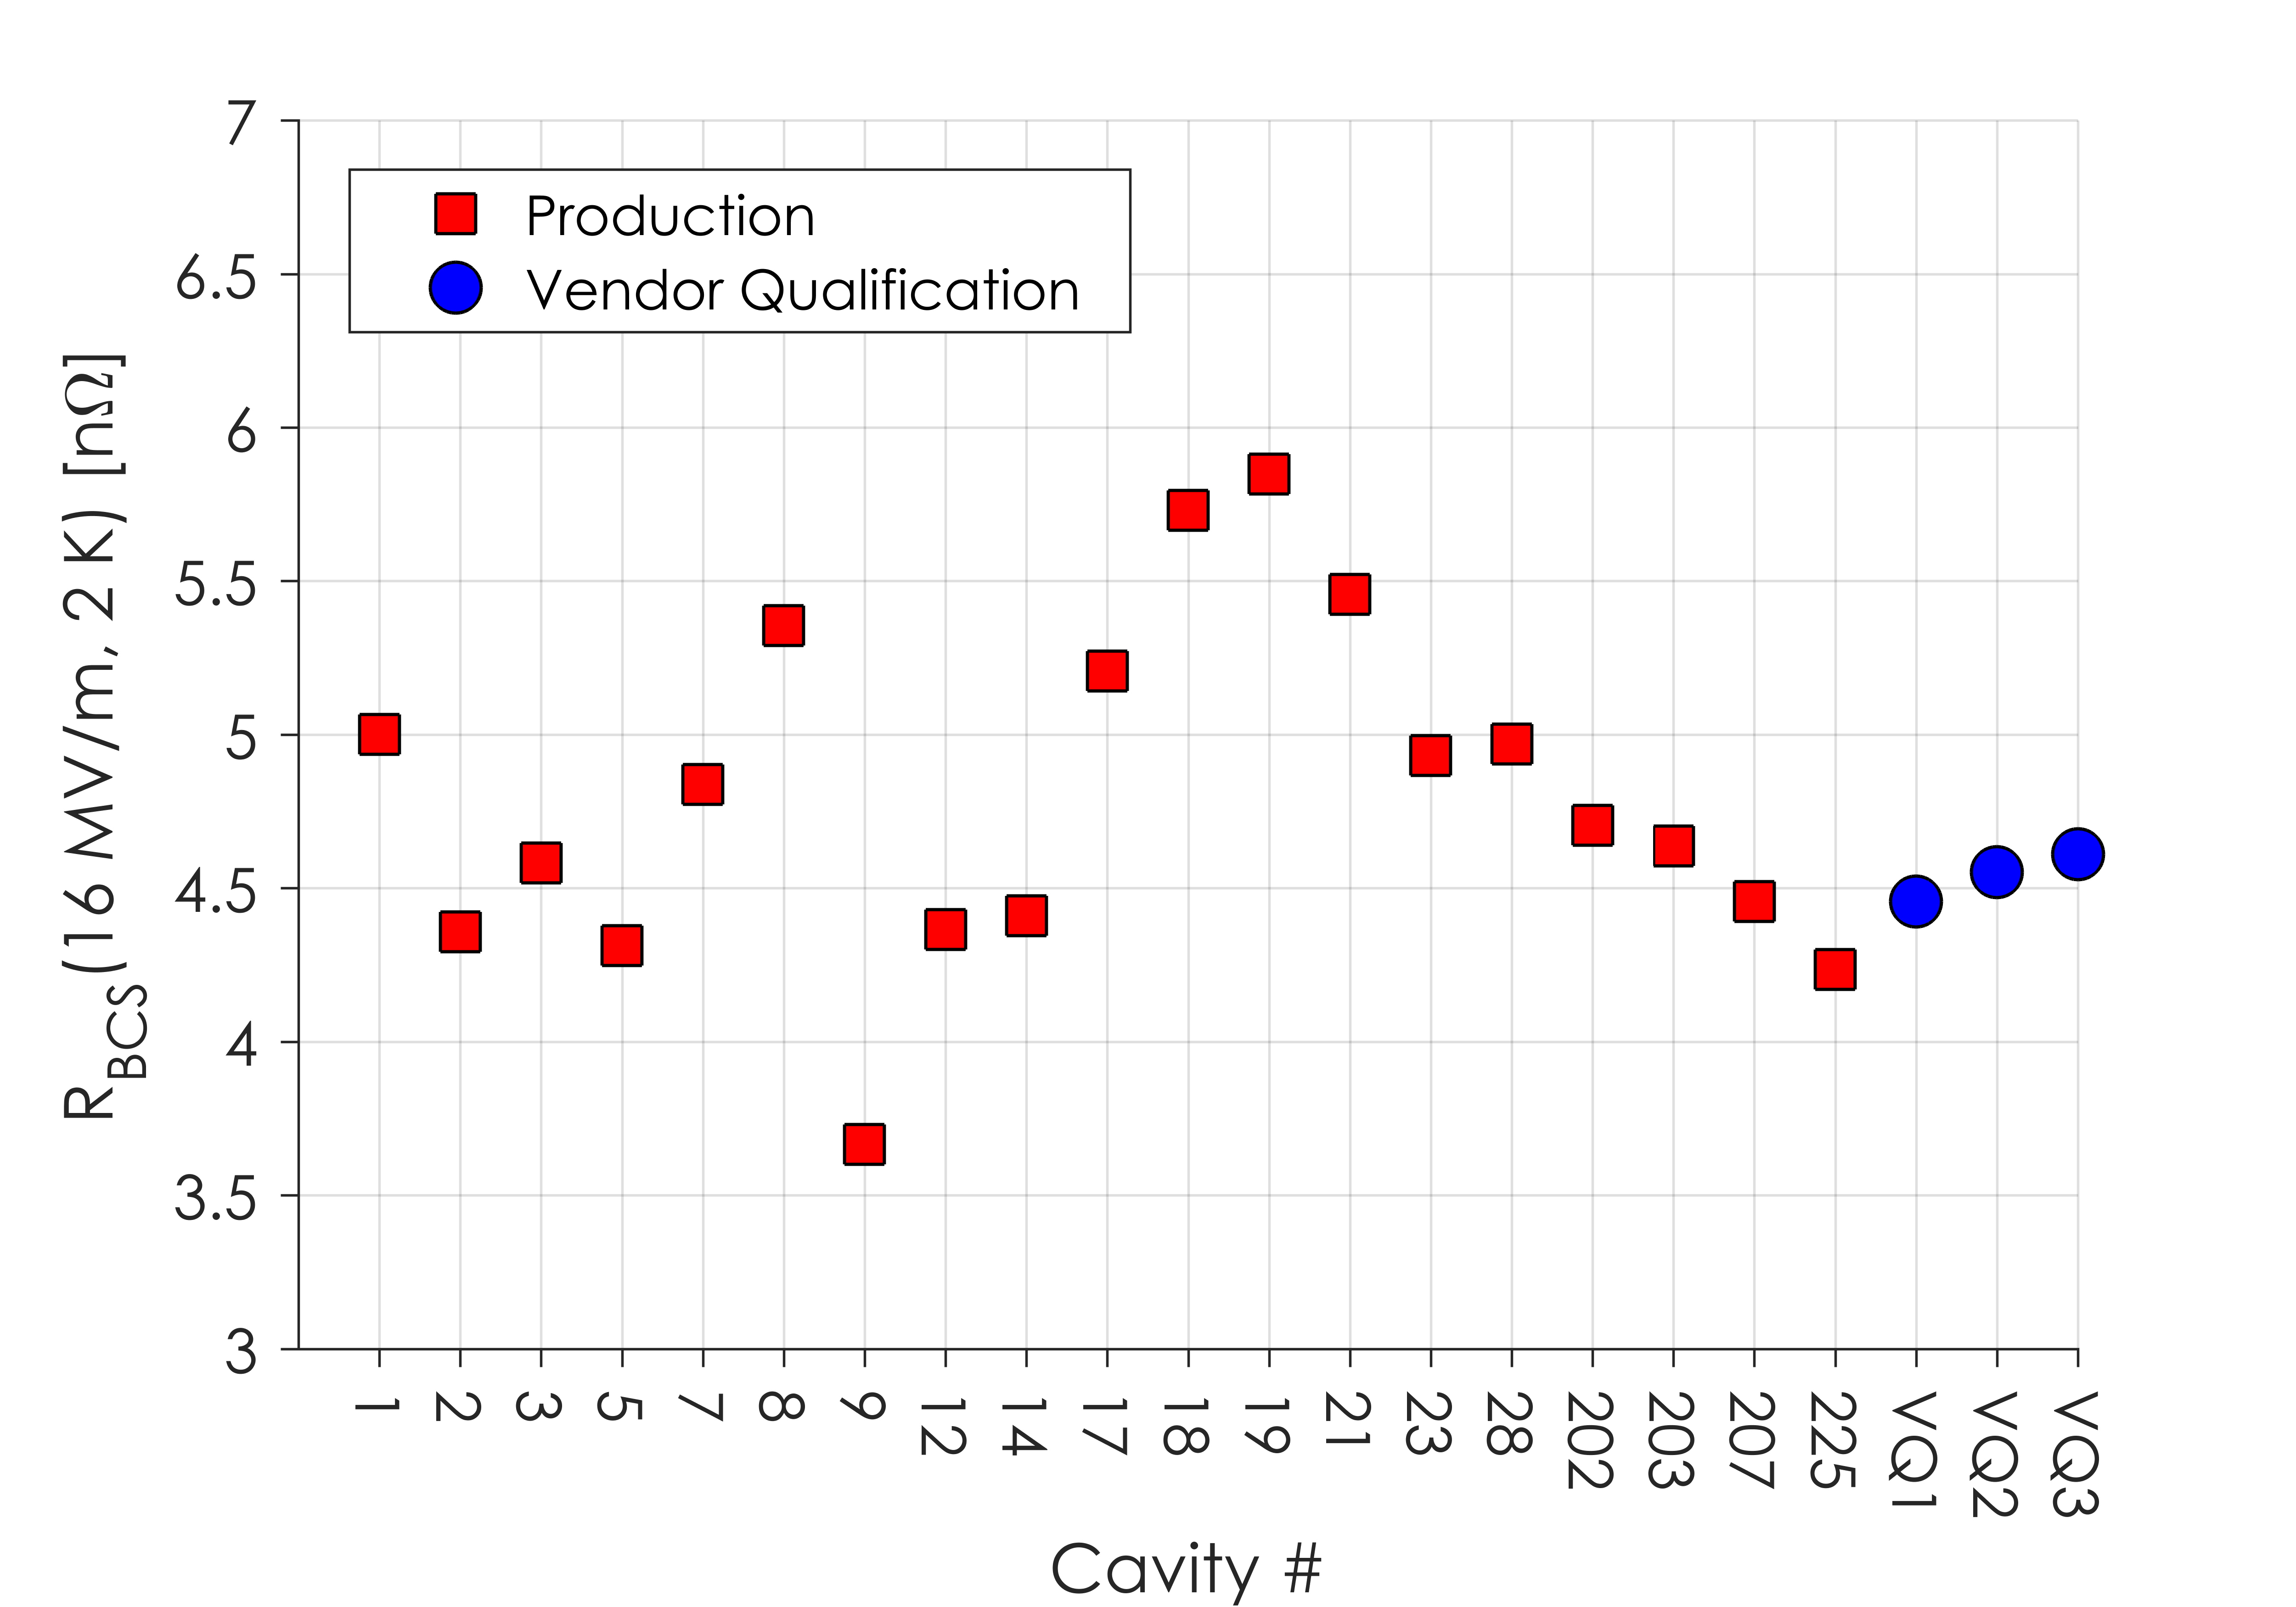 7
6.5
6
5.5
5
4.5
4
3.5
3
R_BCS(16 MV/m, 2 K) [nΩ]
Production
Vendor Qualification
1 2 3 5 7 8 9 12 14 17 18 19 21 23 28 202 203 207 225 VQ1 VQ2 VQ3
Cavity #